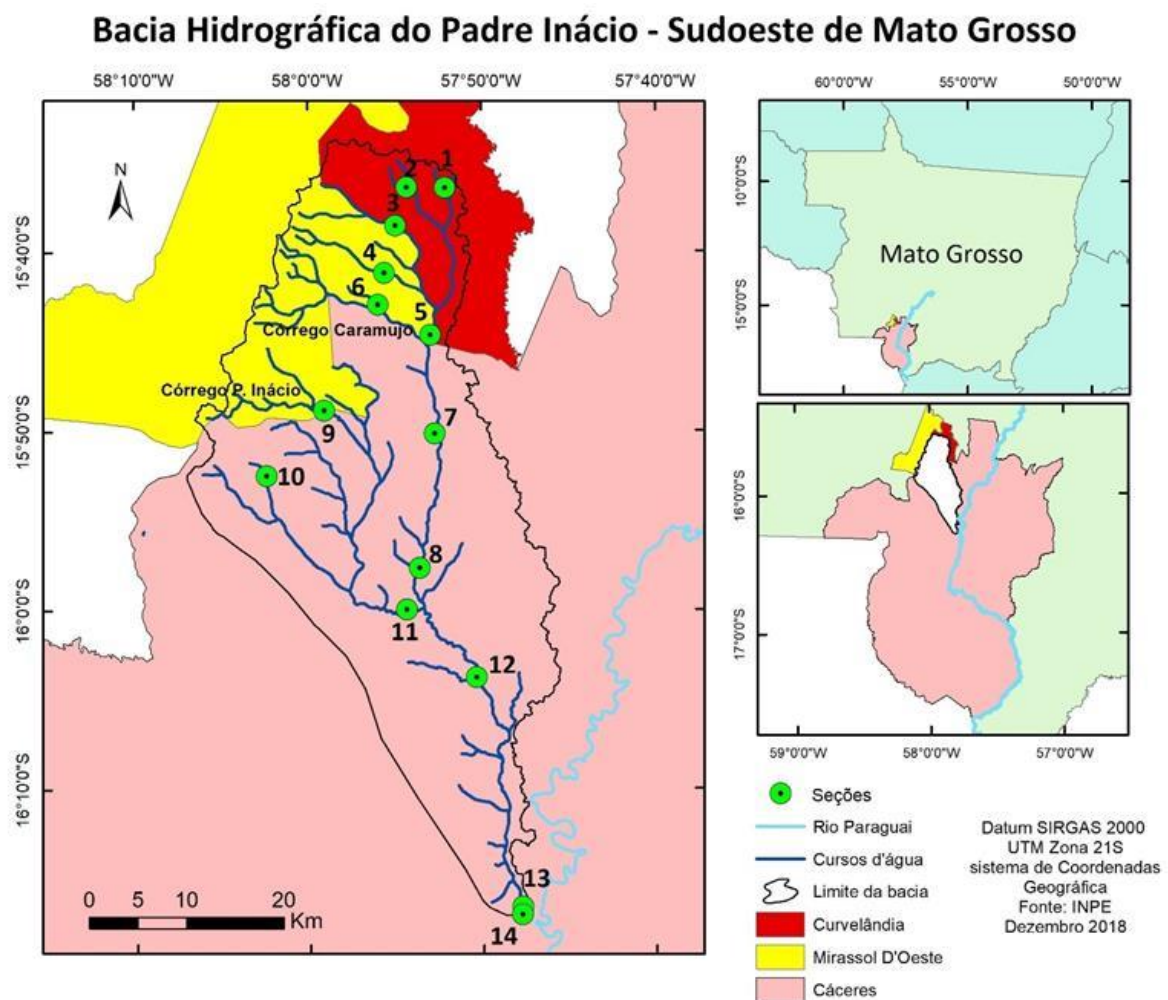 Bacia Hidrográfica do Padre Inácio - Sudoeste de Mato Grosso
58°10'0"W 58°0'0"W 57°50'0"W 57°40'0"W
60°0'0"W 55°0'0"W 50°0'0"W
N
15°40'0"S
15°50'0"S
16°0'0"S
16°10'0"S
1
2
3
4
6
5
Córrego Caramujo
Córrego P. Inácio
7
9
10
8
11
12
13
14
0 5 10 20
Km
10°0'0"S
15°0'0"S
Mato Grosso
16°0'0"S
17°0'0"S
59°0'0"W 58°0'0"W 57°0'0"W
Seções
Rio Paraguai
Cursos d'água
Limite da bacia
Curvelândia
Mirassol D'Oeste
Cáceres
Datum SIRGAS 2000
UTM Zona 21S
sistema de Coordenadas
Geográfica
Fonte: INPE
Dezembro 2018